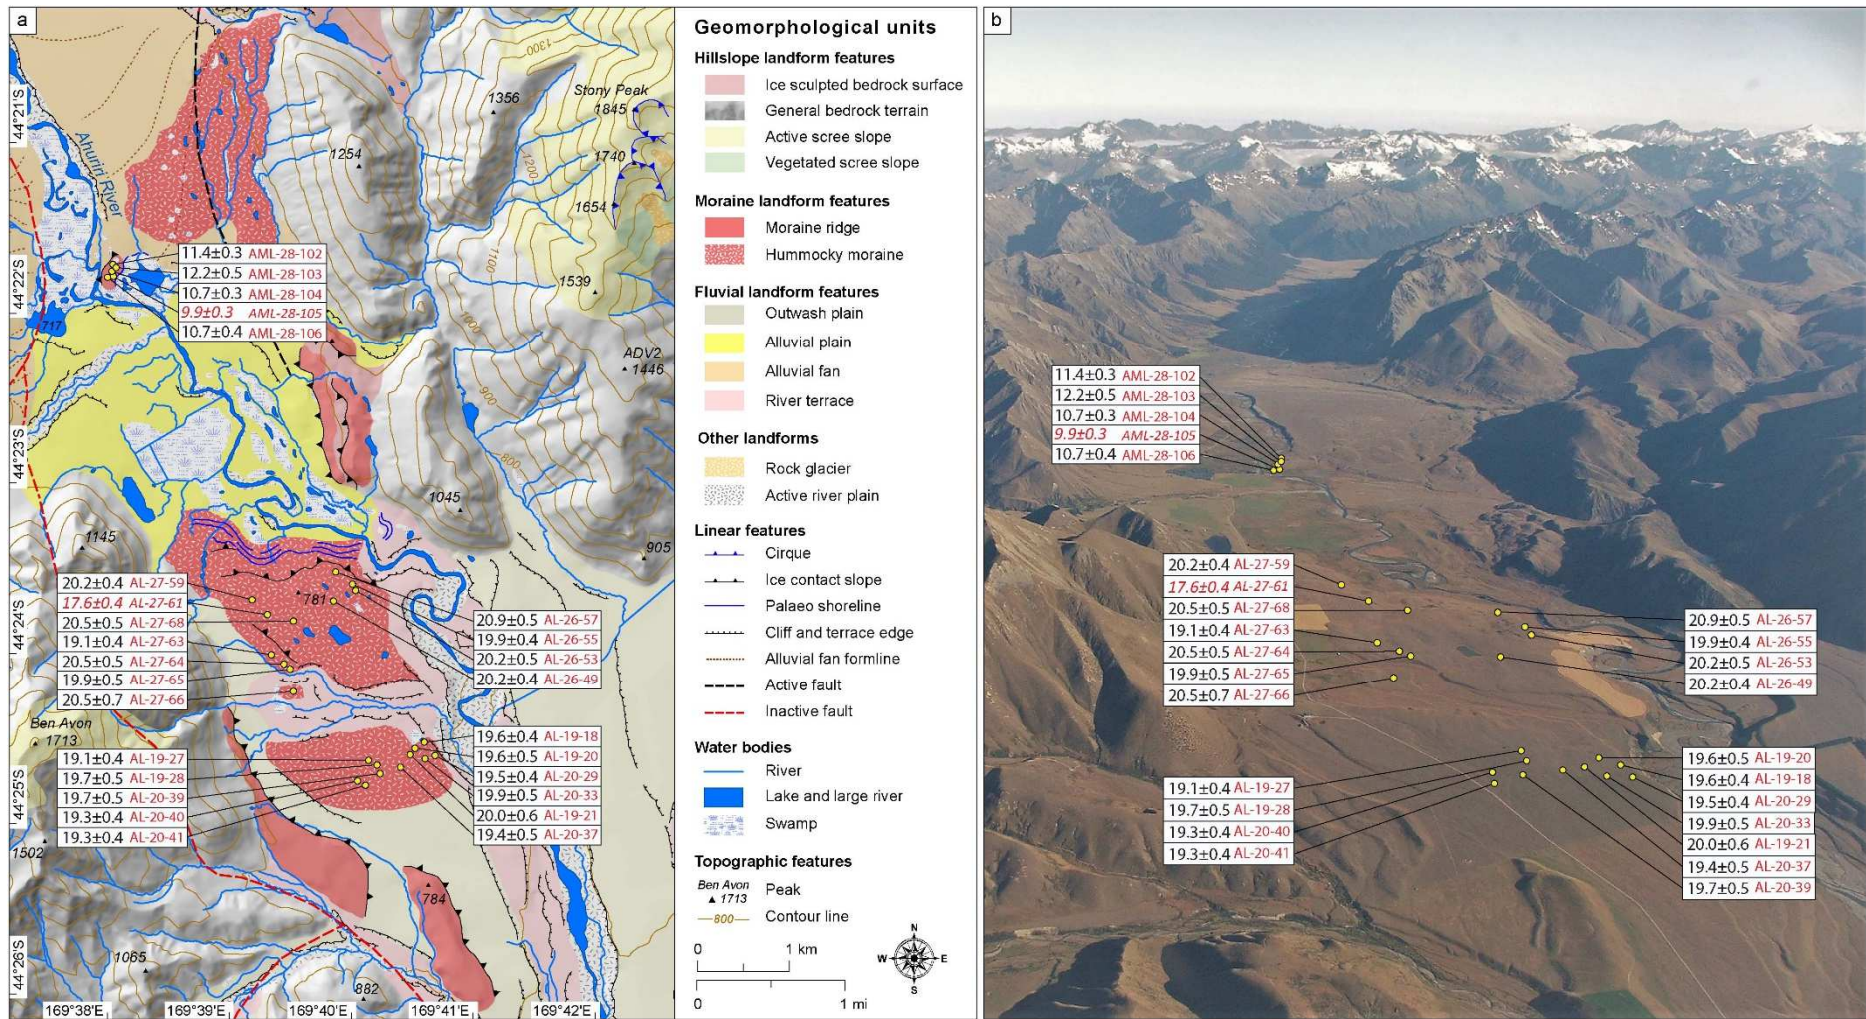 a
Geomorphological units
Hillslope landform features
Ice sculpted bedrock surface
General bedrock terrain
Active scree slope
Vegetated scree slope
Moraine landform features
Moraine ridge
Hummocky moraine
Fluvial landform features
Outwash plain
Alluvial plain
Alluvial fan
River terrace
Other landforms
Rock glacier
Active river plain
Linear features
Cirque
Ice contact slope
Palaeo shoreline
Cliff and terrace edge
Alluvial fan formline
Active fault
Inactive fault
Water bodies
River
Lake and large river
Swamp
Topographic features
Ben Avon
1713
Peak
800
Contour line
0 1 km
0 1 mi
N
W E
S
44°21'S
44°22'S
44°23'S
44°24'S
44°25'S
44°26'S
169°38'E
169°39'E
169°40'E
169°41'E
169°42'E
Ahuriri River
1300
1356
Stony Peak
1845
1254
1200
1740
1654
1100
1539
1000
717
ADV2
1446
900
800
1045
905
1145
781
Ben Avon
1713
1502
784
1065
882
11.4±0.3 AML-28-102
12.2±0.5 AML-28-103
10.7±0.3 AML-28-104
9.9±0.3 AML-28-105
10.7±0.4 AML-28-106
20.2±0.4 AL-27-59
17.6±0.4 AL-27-61
20.5±0.5 AL-27-68
19.1±0.4 AL-27-63
20.5±0.5 AL-27-64
19.9±0.5 AL-27-65
20.5±0.7 AL-27-66
20.9±0.5 AL-26-57
19.9±0.4 AL-26-55
20.2±0.5 AL-26-53
20.2±0.4 AL-26-49
19.1±0.4 AL-19-27
19.7±0.5 AL-19-28
19.7±0.5 AL-20-39
19.3±0.4 AL-20-40
19.3±0.4 AL-20-41
19.6±0.4 AL-19-18
19.6±0.5 AL-19-20
19.5±0.4 AL-20-29
19.9±0.5 AL-20-33
20.0±0.6 AL-19-21
19.4±0.5 AL-20-37
b
11.4±0.3 AML-28-102
12.2±0.5 AML-28-103
10.7±0.3 AML-28-104
9.9±0.3 AML-28-105
10.7±0.4 AML-28-106
20.2±0.4 AL-27-59
17.6±0.4 AL-27-61
20.5±0.5 AL-27-68
19.1±0.4 AL-27-63
20.5±0.5 AL-27-64
19.9±0.5 AL-27-65
20.5±0.7 AL-27-66
20.9±0.5 AL-26-57
19.9±0.4 AL-26-55
20.2±0.5 AL-26-53
20.2±0.4 AL-26-49
19.1±0.4 AL-19-27
19.7±0.5 AL-19-28
19.3±0.4 AL-20-40
19.3±0.4 AL-20-41
19.6±0.5 AL-19-20
19.6±0.4 AL-19-18
19.5±0.4 AL-20-29
19.9±0.5 AL-20-33
20.0±0.6 AL-19-21
19.4±0.5 AL-20-37
19.7±0.5 AL-20-39